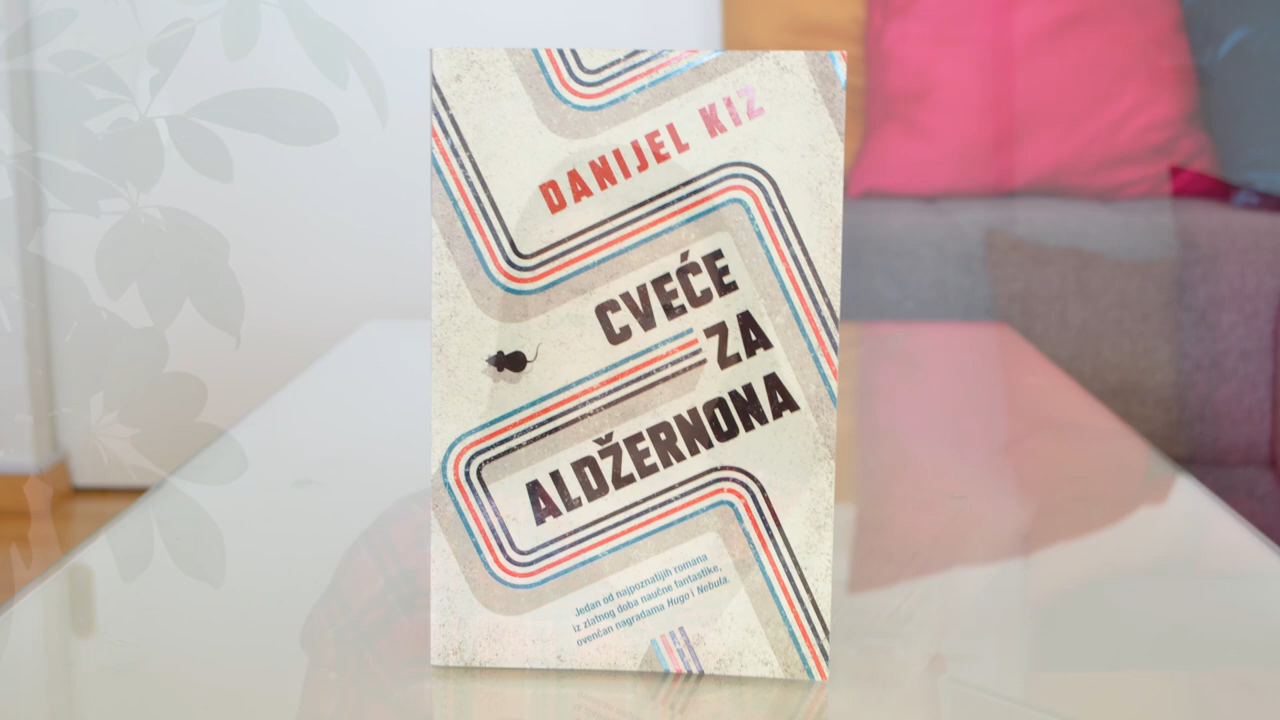 DANIJEL KIZ
CVEĆE
ZA
ALDŽERNONA
Jedan od najpoznatijih romana
iz zlatnog doba naučne fantastike,
ovenčan nagradama Hugo i Nebula.